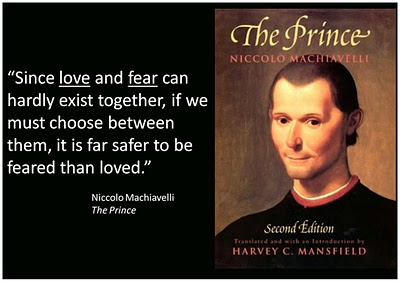 “Since love and fear can
hardly exist together, if we
must choose between
them, it is far safer to be
feared than loved.”
Niccolo Machiavelli
The Prince
The Prince
NICCOLO MACHIAVELLI
Second Edition
Translated and with an Introduction by
HARVEY C. MANSFIELD